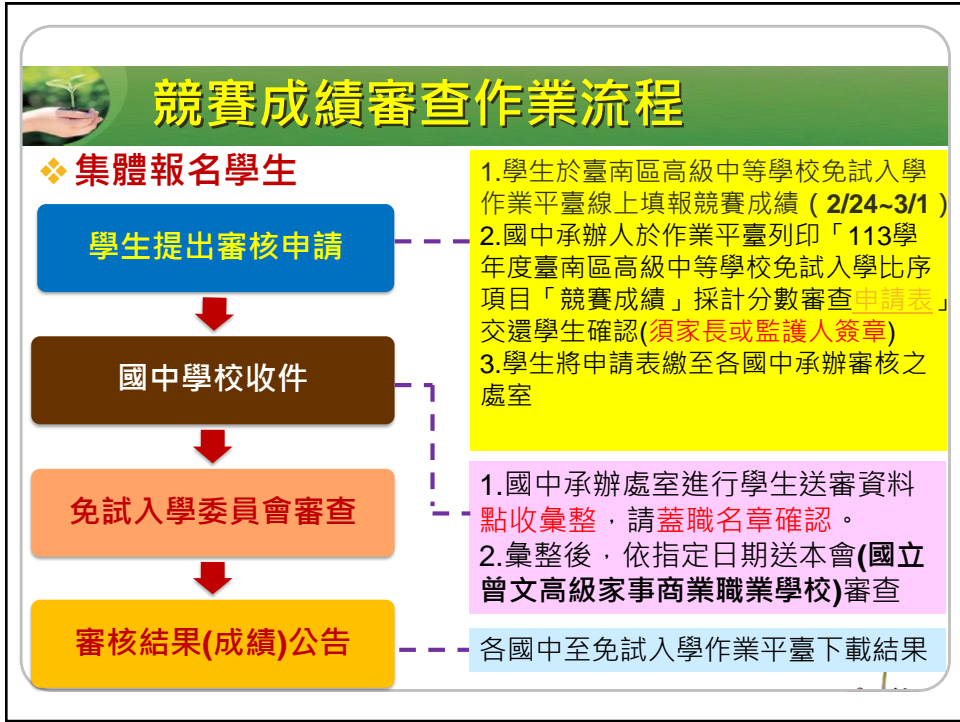 競賽成績審查作業流程
❖集體報名學生
學生提出審核申請
國中學校收件
免試入學委員會審查
審核結果(成績)公告
1.學生於臺南區高級中等學校免試入學
作業平臺線上填報競賽成績（2/24~3/1）
2.國中承辦人於作業平臺列印「113學
年度臺南區高級中等學校免試入學比序
項目「競賽成績」採計分數審查申請表」
交還學生確認(須家長或監護人簽章)
3.學生將申請表繳至各國中承辦審核之
處室
1.國中承辦處室進行學生送審資料
點收彙整，請蓋職名章確認。
2.彙整後，依指定日期送本會(國立
曾文高級家事商業職業學校)審查
各國中至免試入學作業平臺下載結果